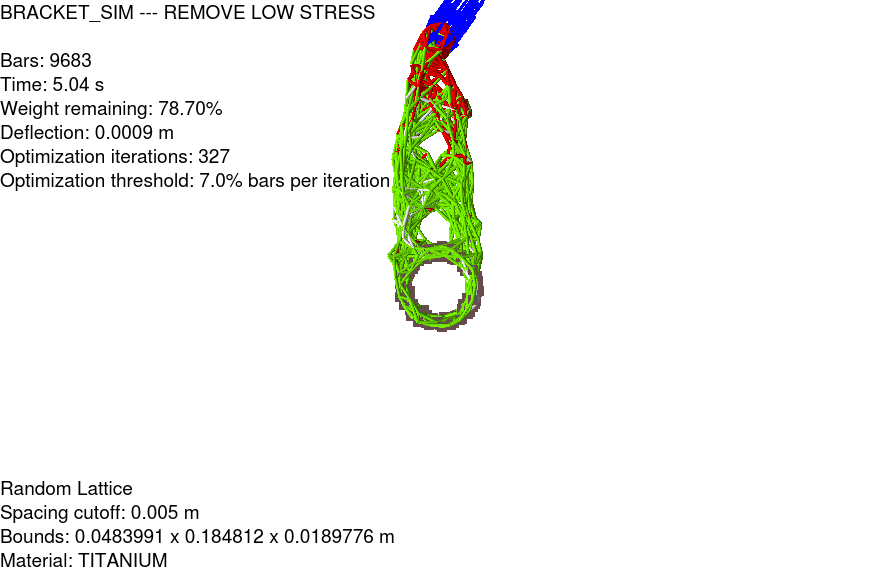 BRACKET_SIM --- REMOVE LOW STRESS
Bars: 9683
Time: 5.04 s
Weight remaining: 78.70%
Deflection: 0.0009 m
Optimization iterations: 327
Optimization threshold: 7.0% bars per iteration
Random Lattice
Spacing cutoff: 0.005 m
Bounds: 0.0483991 x 0.184812 x 0.0189776 m
Material: TITANIUM